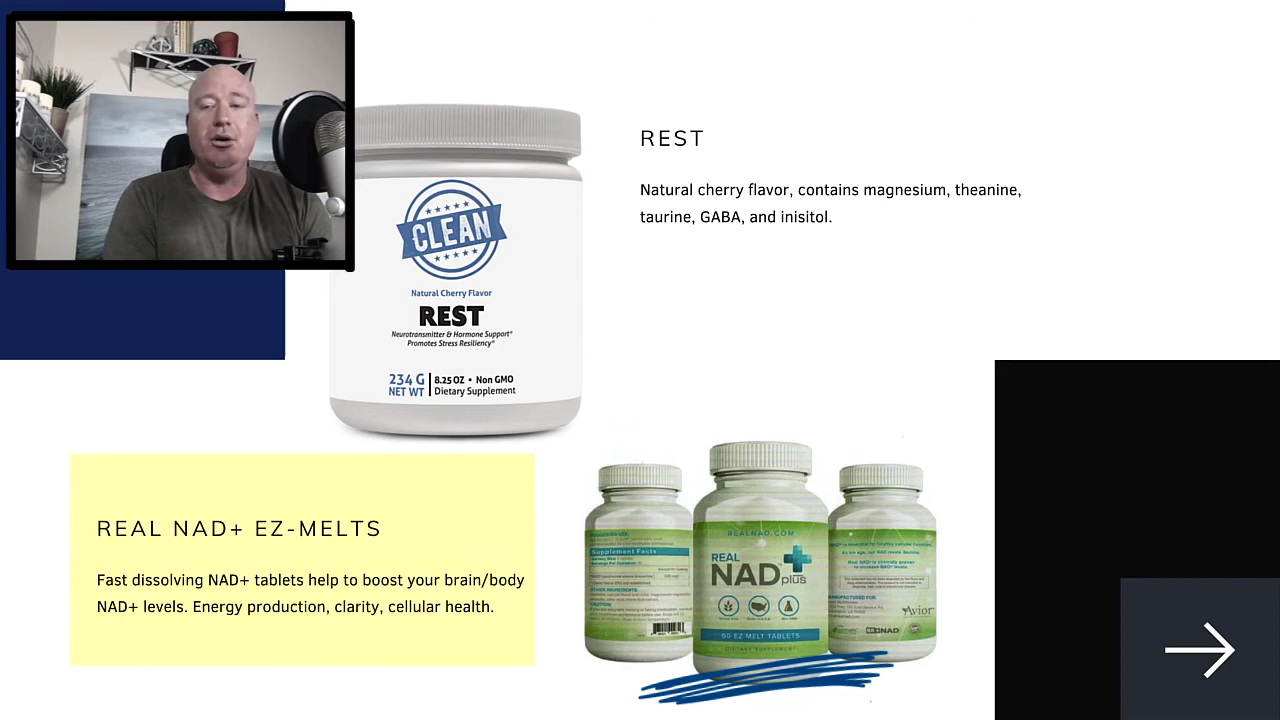 REST
Natural cherry flavor, contains magnesium, theanine,
taurine, GABA, and inisitol.
CLEAN
Natural Cherry Flavor
REST
Neurotransmitter & Hormone Support*
Promotes Stress Resiliency*
234 G
NET WT
8.25 OZ • Non GMO
Dietary Supplement
REAL NAD+ EZ-MELTS
Fast dissolving NAD+ tablets help to boost your brain/body
NAD+ levels. Energy production, clarity, cellular health.
Supplement Facts
REALNAD.COM
REAL
NAD
plus
60 EZ MELT TABLETS
DIETARY SUPPLEMENT
MANUFACTURED FOR:
Avior